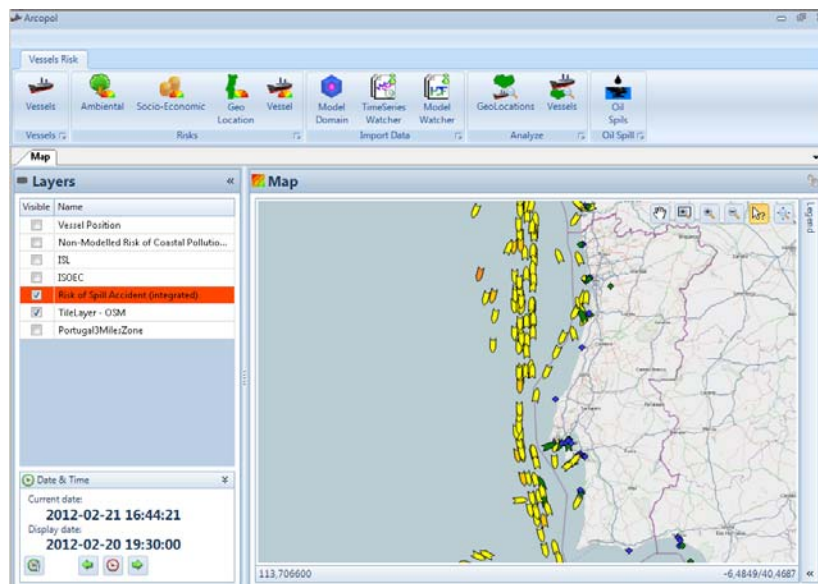 Arcopol
Vessels Risk
Vessels
Ambiental
Socio-Economic
Geo Location
Vessel
Model Domain
TimeSeries Watcher
Model Watcher
GeoLocations
Vessels
Oil Spils
Vessels
Risks
Import Data
Analyze
Oil Spill
Map
Layers
Visible Name
Vessel Position
Non-Modelled Risk of Coastal Pollutio...
ISL
ISOEC
Risk of Spill Accident (integrated)
TileLayer - OSM
Portugal3MilesZone
Date & Time
Current date:
2012-02-21 16:44:21
Display date:
2012-02-20 19:30:00
Map
Legend
113,706600
-6,4849/40,4687